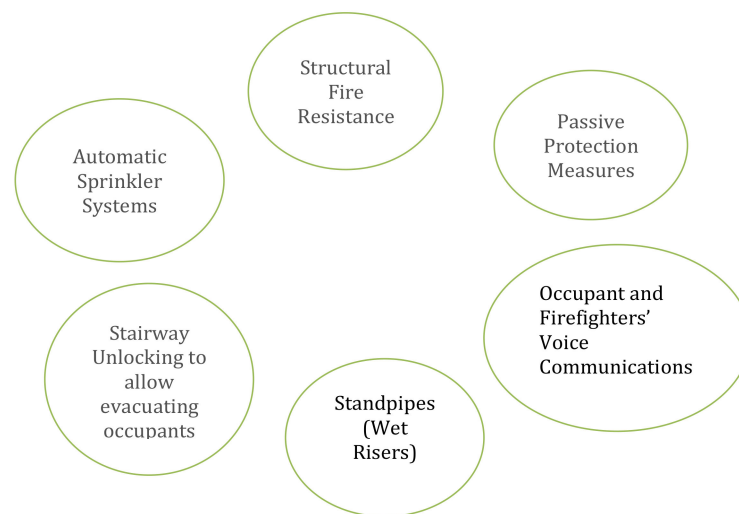 Structural
Fire
Resistance
Passive
Protection
Measures
Automatic
Sprinkler
Systems
Occupant and
Firefighters’
Voice
Communications
Stairway
Unlocking to
allow
evacuating
occupants
Standpipes
(Wet
Risers)